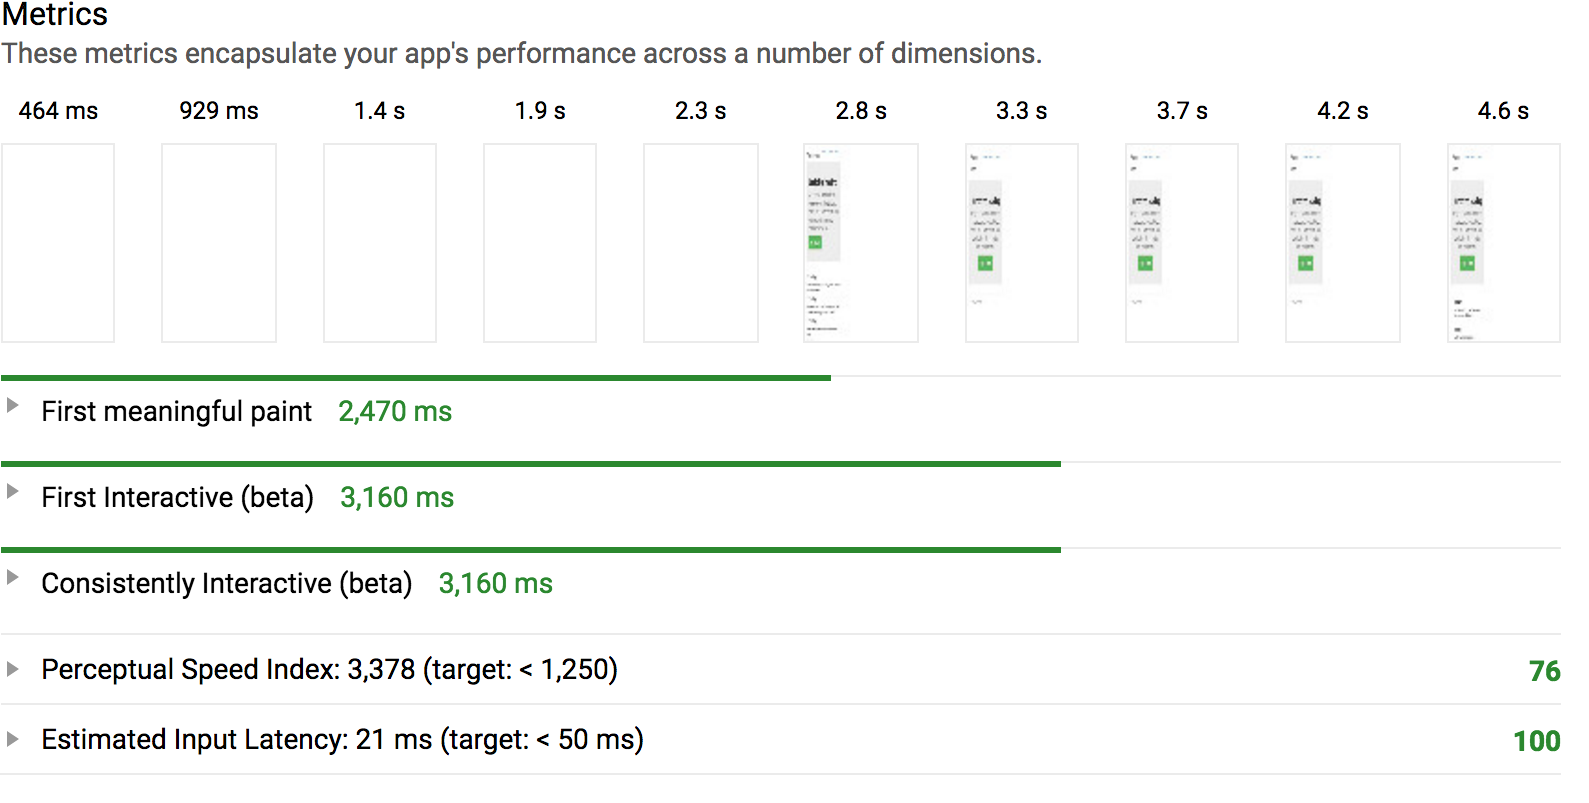 Metrics
These metrics encapsulate your app's performance across a number of dimensions.
464 ms 929 ms 1.4 s 1.9 s 2.3 s 2.8 s 3.3 s 3.7 s 4.2 s 4.6 s
First meaningful paint 2,470 ms
First Interactive (beta) 3,160 ms
Consistently Interactive (beta) 3,160 ms
Perceptual Speed Index: 3,378 (target: < 1,250) 76
Estimated Input Latency: 21 ms (target: < 50 ms) 100